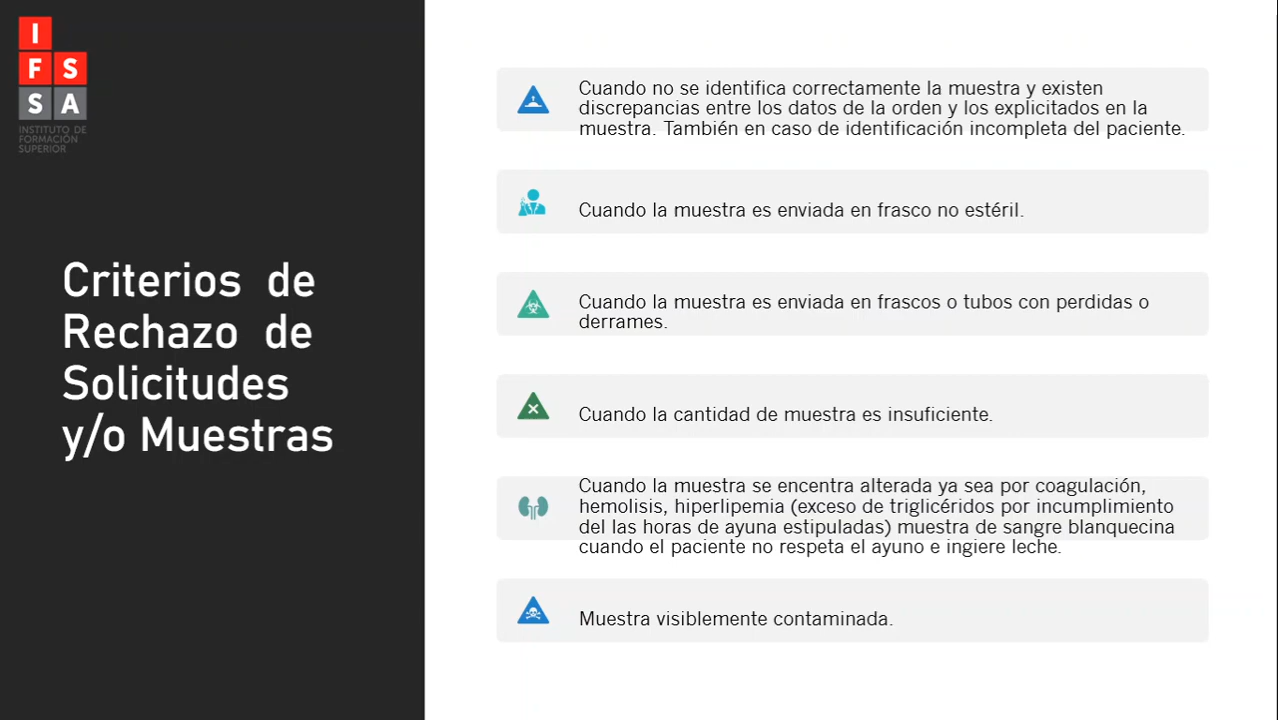 I
F S
S A
INSTITUTO DE
FORMACIÓN
SUPERIOR
Criterios de
Rechazo de
Solicitudes
y/o Muestras
Cuando no se identifica correctamente la muestra y existen
discrepancias entre los datos de la orden y los explicitados en la
muestra. También en caso de identificación incompleta del paciente.
Cuando la muestra es enviada en frasco no estéril.
Cuando la muestra es enviada en frascos o tubos con perdidas o
derrames.
Cuando la cantidad de muestra es insuficiente.
Cuando la muestra se encentra alterada ya sea por coagulación,
hemolisis, hiperlipemia (exceso de triglicéridos por incumplimiento
del las horas de ayuna estipuladas) muestra de sangre blanquecina
cuando el paciente no respeta el ayuno e ingiere leche.
Muestra visiblemente contaminada.